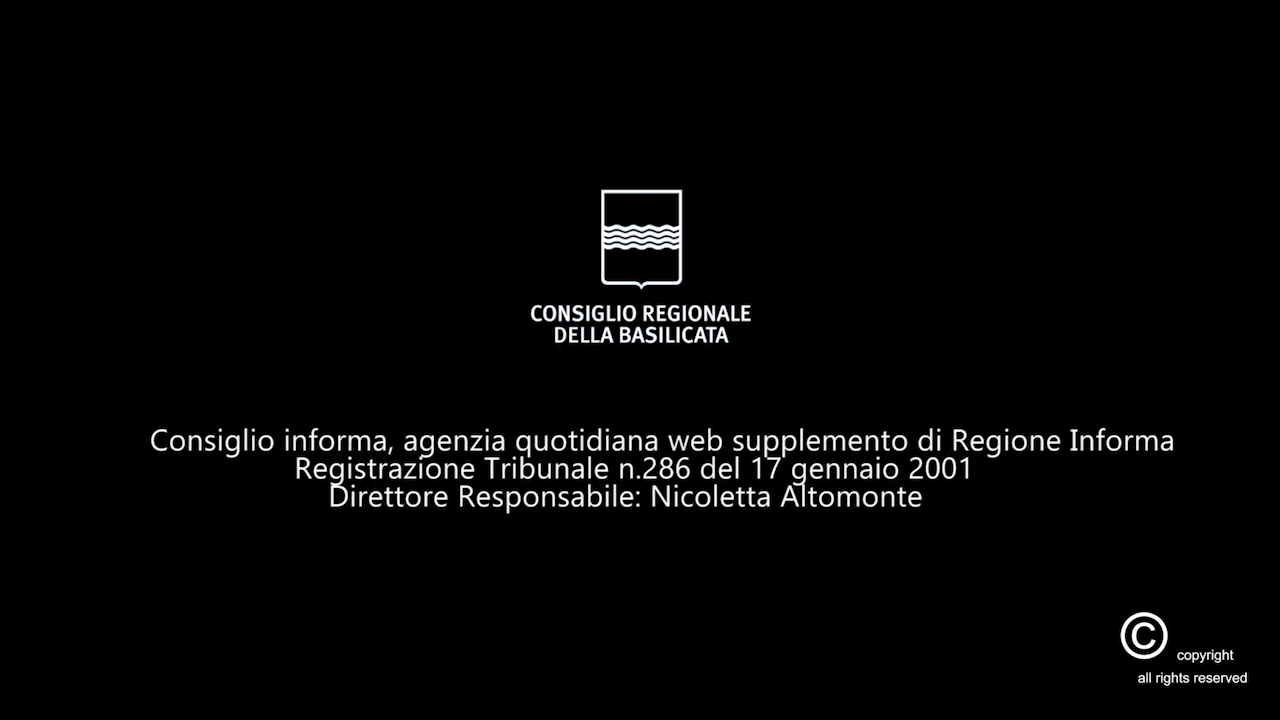 CONSIGLIO REGIONALE
DELLA BASILICATA
Consiglio informa, agenzia quotidiana web supplemento di Regione Informa
Registrazione Tribunale n.286 del 17 gennaio 2001
Direttore Responsabile: Nicoletta Altomonte
© copyright
all rights reserved